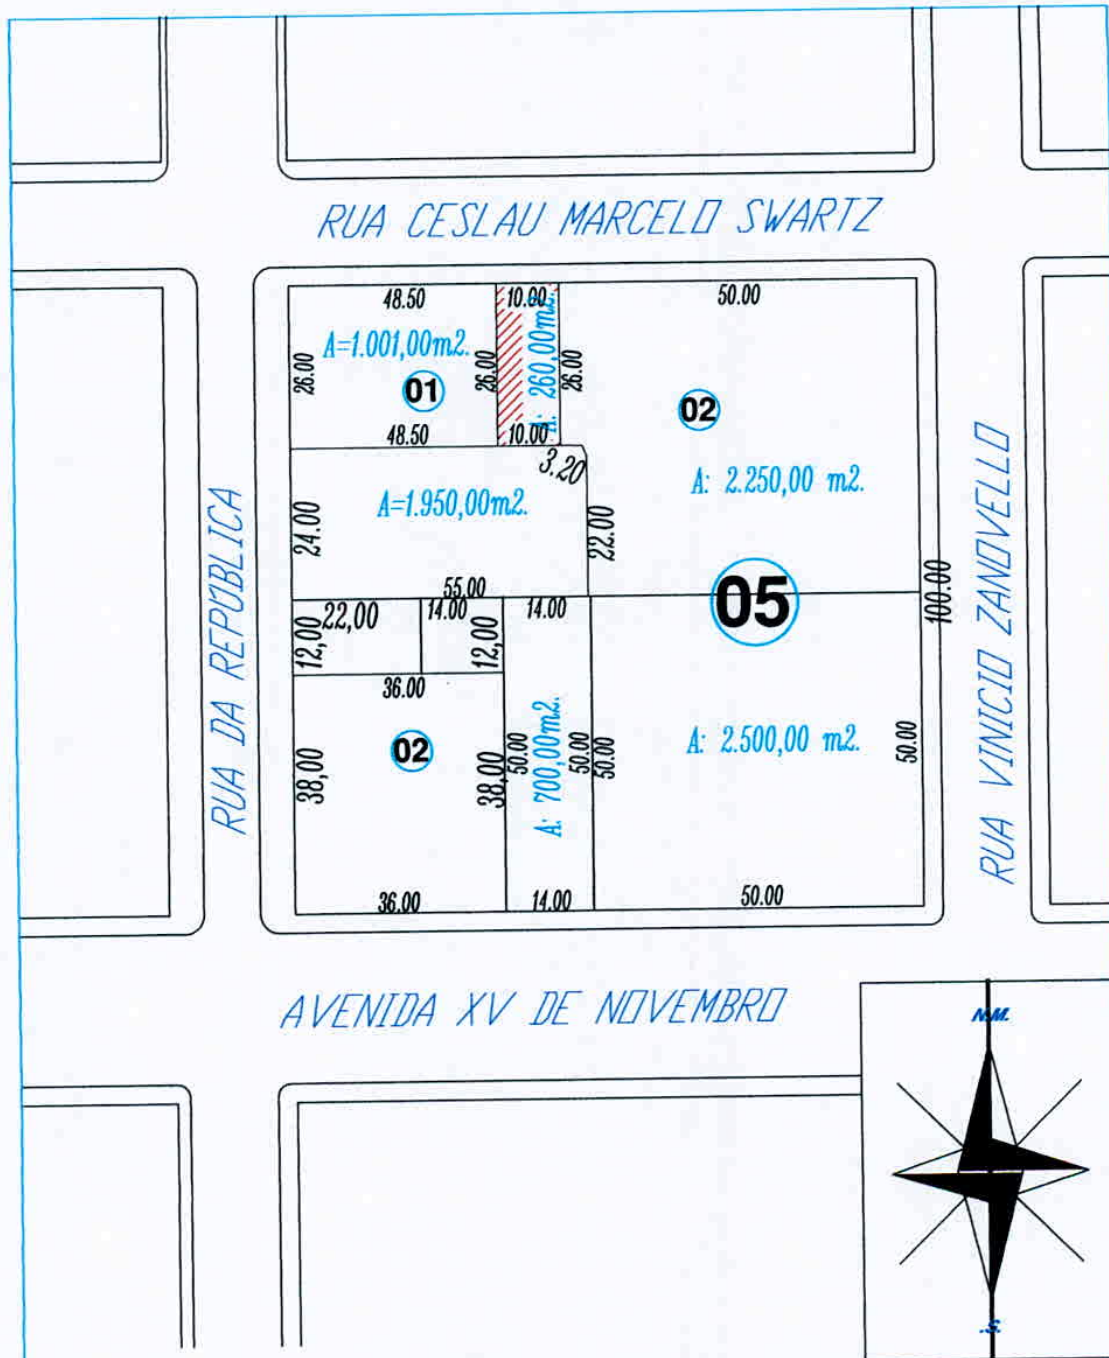 RUA CESLAU MARCELO SWARTZ
48.50
10.00
50.00
A=1.001,00m2.
26.00
26.00
A: 260,00m2.
26.00
01
02
48.50
10.00
3.20
A: 2.250,00 m2.
A=1.950,00m2.
24.00
22.00
RUA DA REPÚBLICA
RUA VINICIO ZANOVELLO
55.00
05
100.00
22,00
14.00
14.00
12,00
12,00
36.00
02
38,00
38,00
50.00
A: 700,00m2.
50.00
50.00
A: 2.500,00 m2.
50.00
36.00
14.00
50.00
AVENIDA XV DE NOVEMBRO
N.M.
.S.